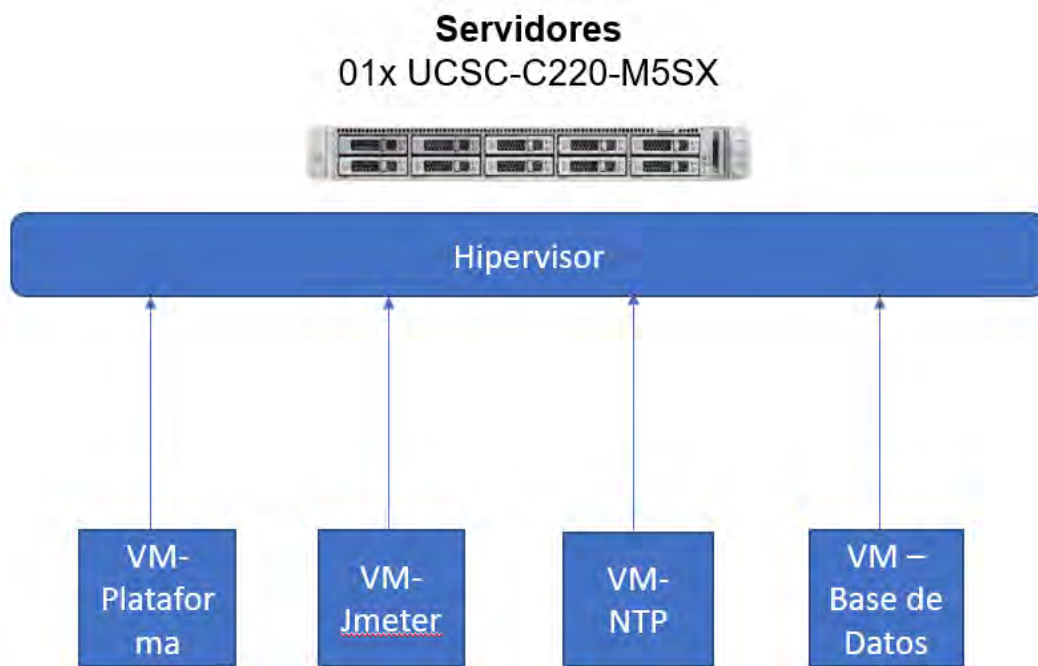 Servidores
01x UCSC-C220-M5SX
Hipervisor
VM-
Platafor
ma
VM-
Jmeter
VM-
NTP
VM –
Base de
Datos